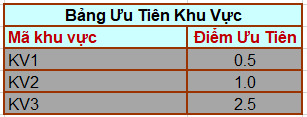 Bảng Ưu Tiên Khu Vực
Mã khu vực Điểm Ưu Tiên
KV1 0.5
KV2 1.0
KV3 2.5